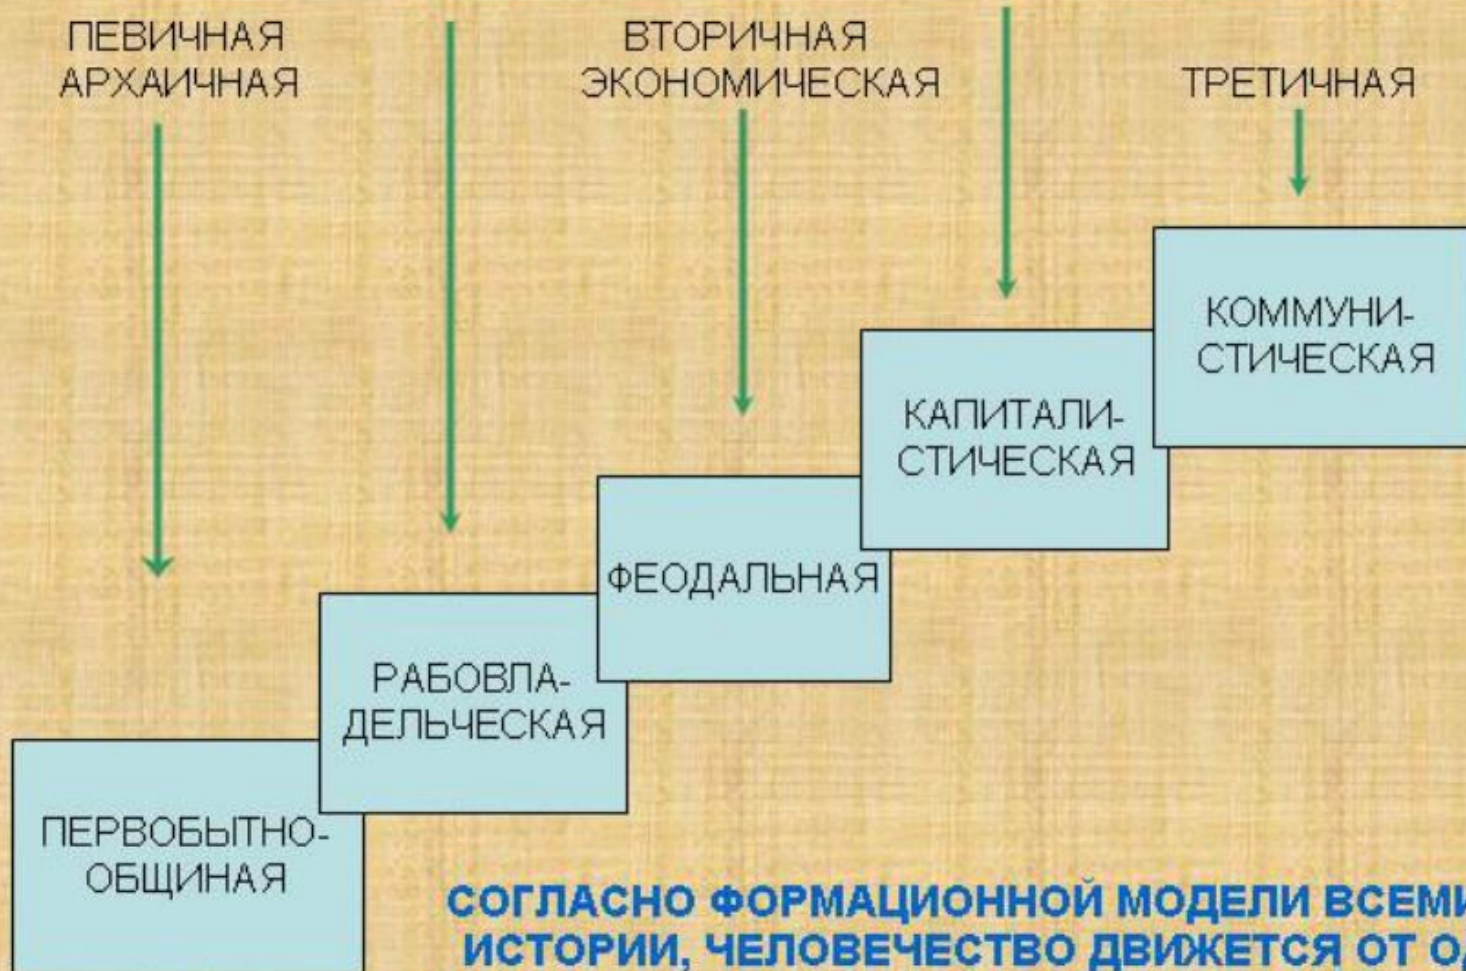 ПЕВИЧНАЯ
АРХАИЧНАЯ
ВТОРИЧНАЯ
ЭКОНОМИЧЕСКАЯ
ТРЕТИЧНАЯ
КОММУНИ-
СТИЧЕСКАЯ
КАПИТАЛИ-
СТИЧЕСКАЯ
ФЕОДАЛЬНАЯ
РАБОВЛА-
ДЕЛЬЧЕСКАЯ
ПЕРВОБЫТНО-
ОБЩИНАЯ
СОГЛАСНО ФОРМАЦИОННОЙ МОДЕЛИ
ИСТОРИИ, ЧЕЛОВЕЧЕСТВО ДВИЖЕТСЯ ОТ